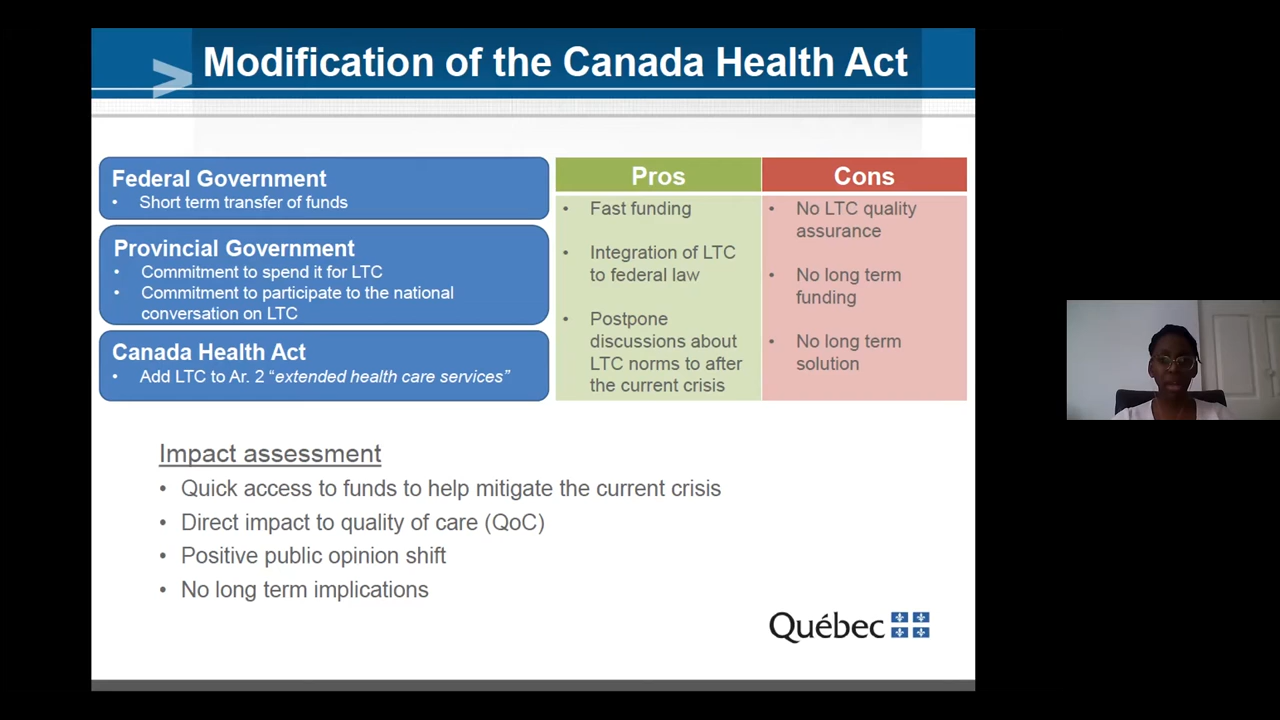 Modification of the Canada Health Act
Federal Government
• Short term transfer of funds
Provincial Government
• Commitment to spend it for LTC
• Commitment to participate to the national
conversation on LTC
Canada Health Act
• Add LTC to Ar. 2 “extended health care services”
Pros
• Fast funding
• Integration of LTC
to federal law
• Postpone
discussions about
LTC norms to after
the current crisis
Cons
• No LTC quality
assurance
• No long term
funding
• No long term
solution
Impact assessment
• Quick access to funds to help mitigate the current crisis
• Direct impact to quality of care (QoC)
• Positive public opinion shift
• No long term implications
Québec